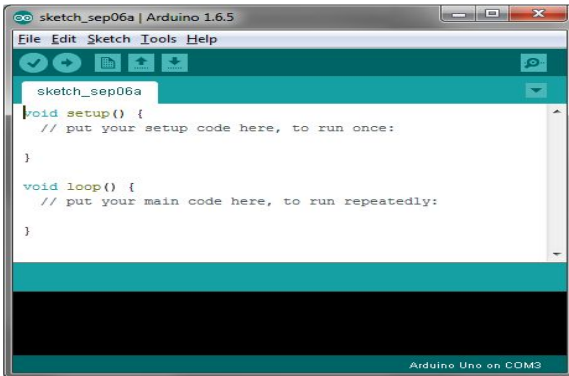 sketch_sep06a | Arduino 1.6.5
File Edit Sketch Tools Help
sketch_sep06a
void setup() {
// put your setup code here, to run once:
}
void loop() {
// put your main code here, to run repeatedly:
}
Arduino Uno on COM3